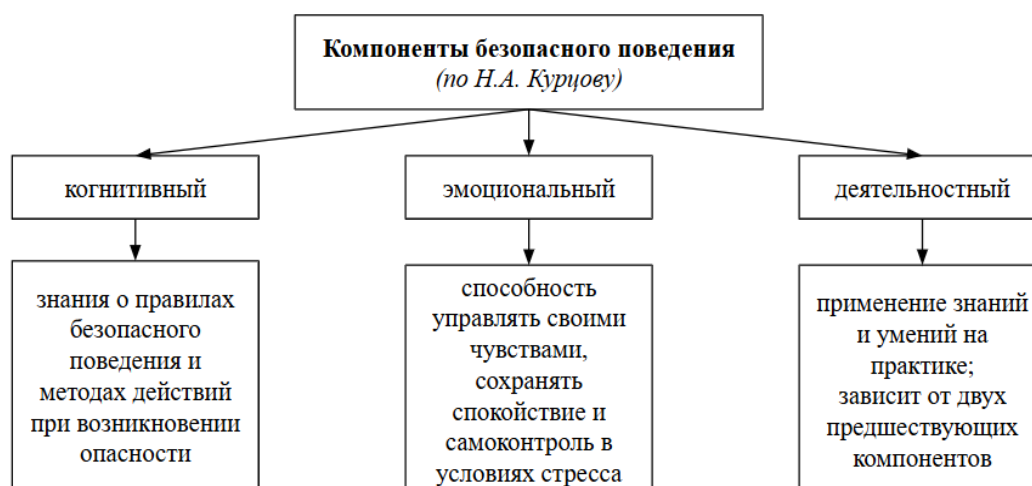 Компоненты безопасного поведения
(по Н.А. Курцову)
когнитивный
эмоциональный
деятельностный
знания о правилах
безопасного
поведения и
методах действий
при возникновении
опасности
способность
управлять своими
чувствами,
сохранять
спокойствие и
самоконтроль в
условиях стресса
применение знаний
и умений на
практике;
зависит от двух
предшествующих
компонентов